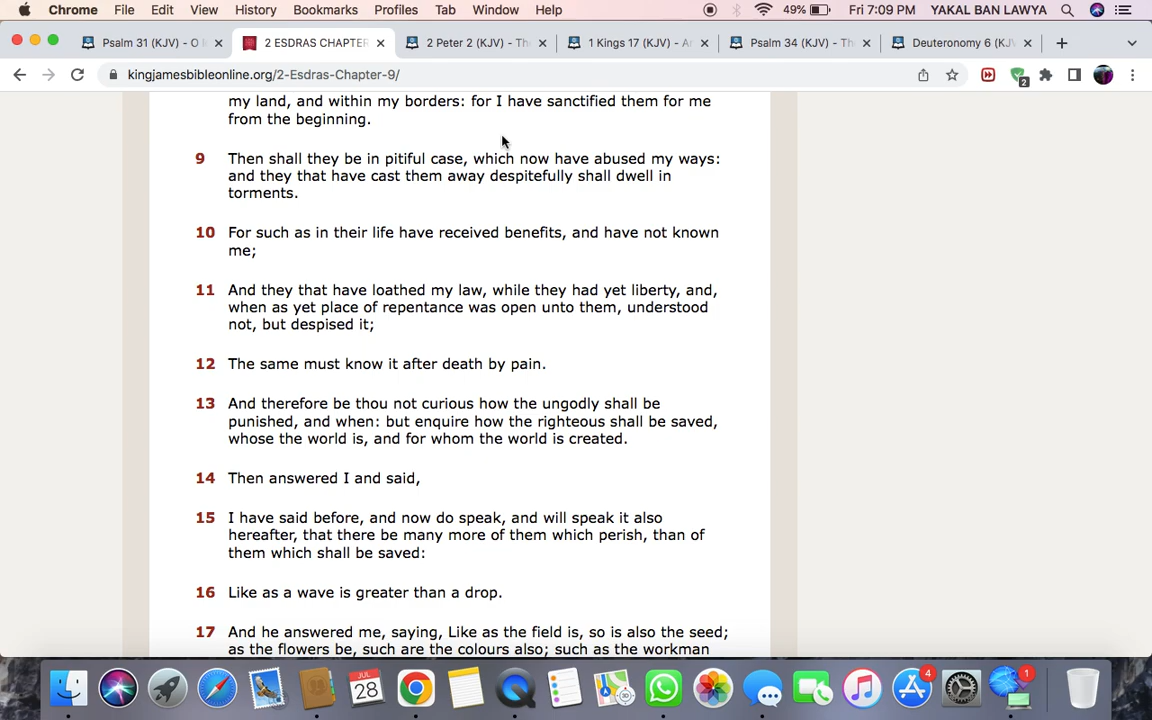 Chrome File Edit View History Bookmarks Profiles Tab Window Help 49% Fri 7:09 PM YAKAL BAN LAWYA
Psalm 31 (KJV) - O l 2 ESDRAS CHAPTER 2 Peter 2 (KJV) - Th 1 Kings 17 (KJV) - Ar Psalm 34 (KJV) - Th Deuteronomy 6 (KJV
kingjamesbibleonline.org/2-Esdras-Chapter-9/
2
my land, and within my borders: for I have sanctified them for me
from the beginning.
9 Then shall they be in pitiful case, which now have abused my ways:
and they that have cast them away despitefully shall dwell in
torments.
10 For such as in their life have received benefits, and have not known
me;
11 And they that have loathed my law, while they had yet liberty, and,
when as yet place of repentance was open unto them, understood
not, but despised it;
12 The same must know it after death by pain.
13 And therefore be thou not curious how the ungodly shall be
punished, and when: but enquire how the righteous shall be saved,
whose the world is, and for whom the world is created.
14 Then answered I and said,
15 I have said before, and now do speak, and will speak it also
hereafter, that there be many more of them which perish, than of
them which shall be saved:
16 Like as a wave is greater than a drop.
17 And he answered me, saying, Like as the field is, so is also the seed;
as the flowers be, such are the colours also; such as the workman
JUL
28
4
1